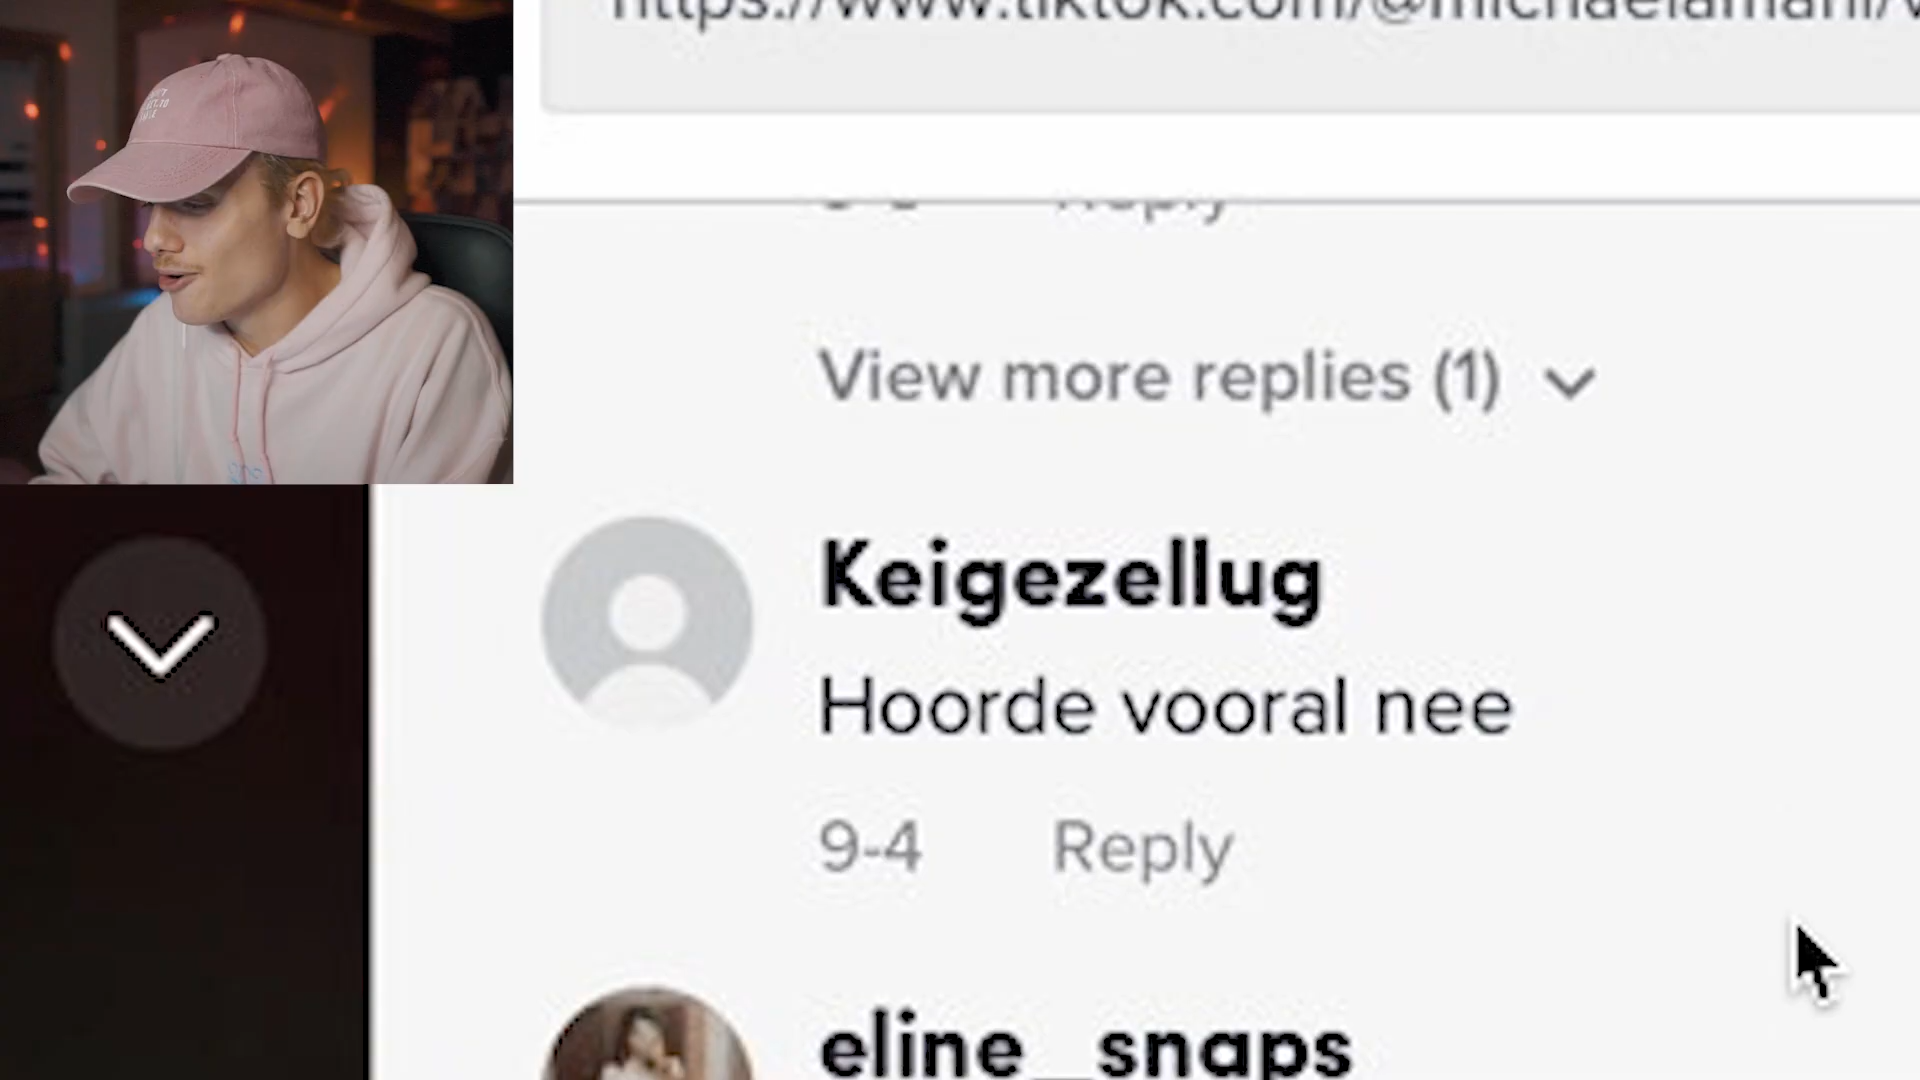 https://www.tiktok.com/@michaelamani/v
Reply
View more replies (1)
Keigezellug
Hoorde vooral nee
9-4 Reply
eline_snaps